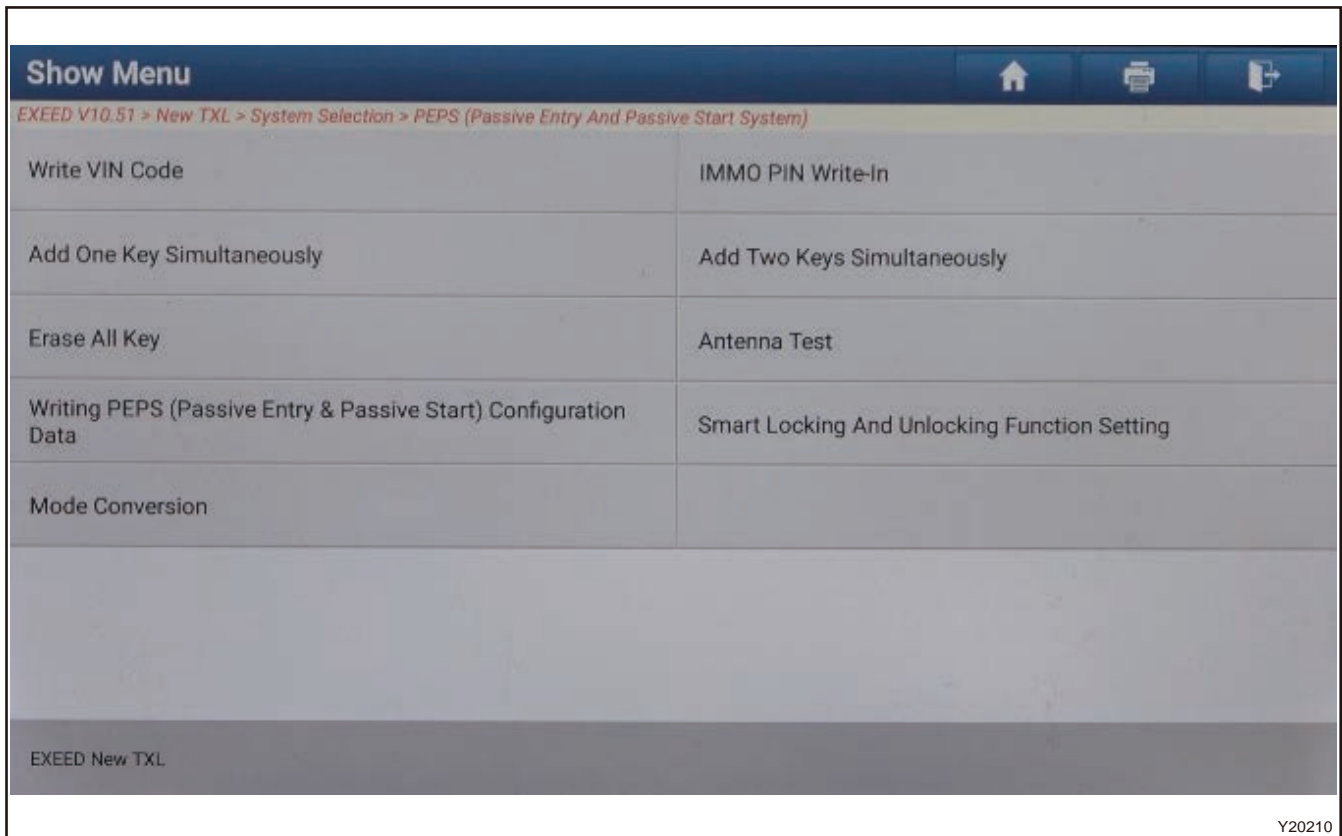 Show Menu
EXEED V10.51 > New TXL > System Selection > PEPS (Passive Entry And Passive Start System)
Write VIN Code
IMMO PIN Write-In
Add One Key Simultaneously
Add Two Keys Simultaneously
Erase All Key
Antenna Test
Writing PEPS (Passive Entry & Passive Start) Configuration
Data
Smart Locking And Unlocking Function Setting
Mode Conversion
EXEED New TXL
Y20210